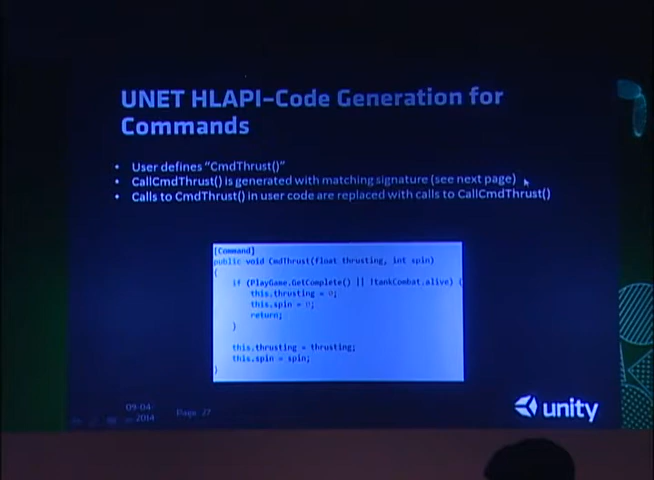 UNET HLAPI-Code Generation for
Commands
• User defines "CmdThrust()"
• CallCmdThrust() is generated with matching signature (see next page)
• Calls to CmdThrust() in user code are replaced with calls to CallCmdThrust()
[Command]
public void CmdThrust(float thrusting, int spin)
{
if (PlayGame.GetComplete() || !tankCombat.alive) {
this.thrusting = 0;
this.spin = 0;
return;
}
this.thrusting = thrusting;
this.spin = spin;
}
09-04-
2014
Page 27
unity